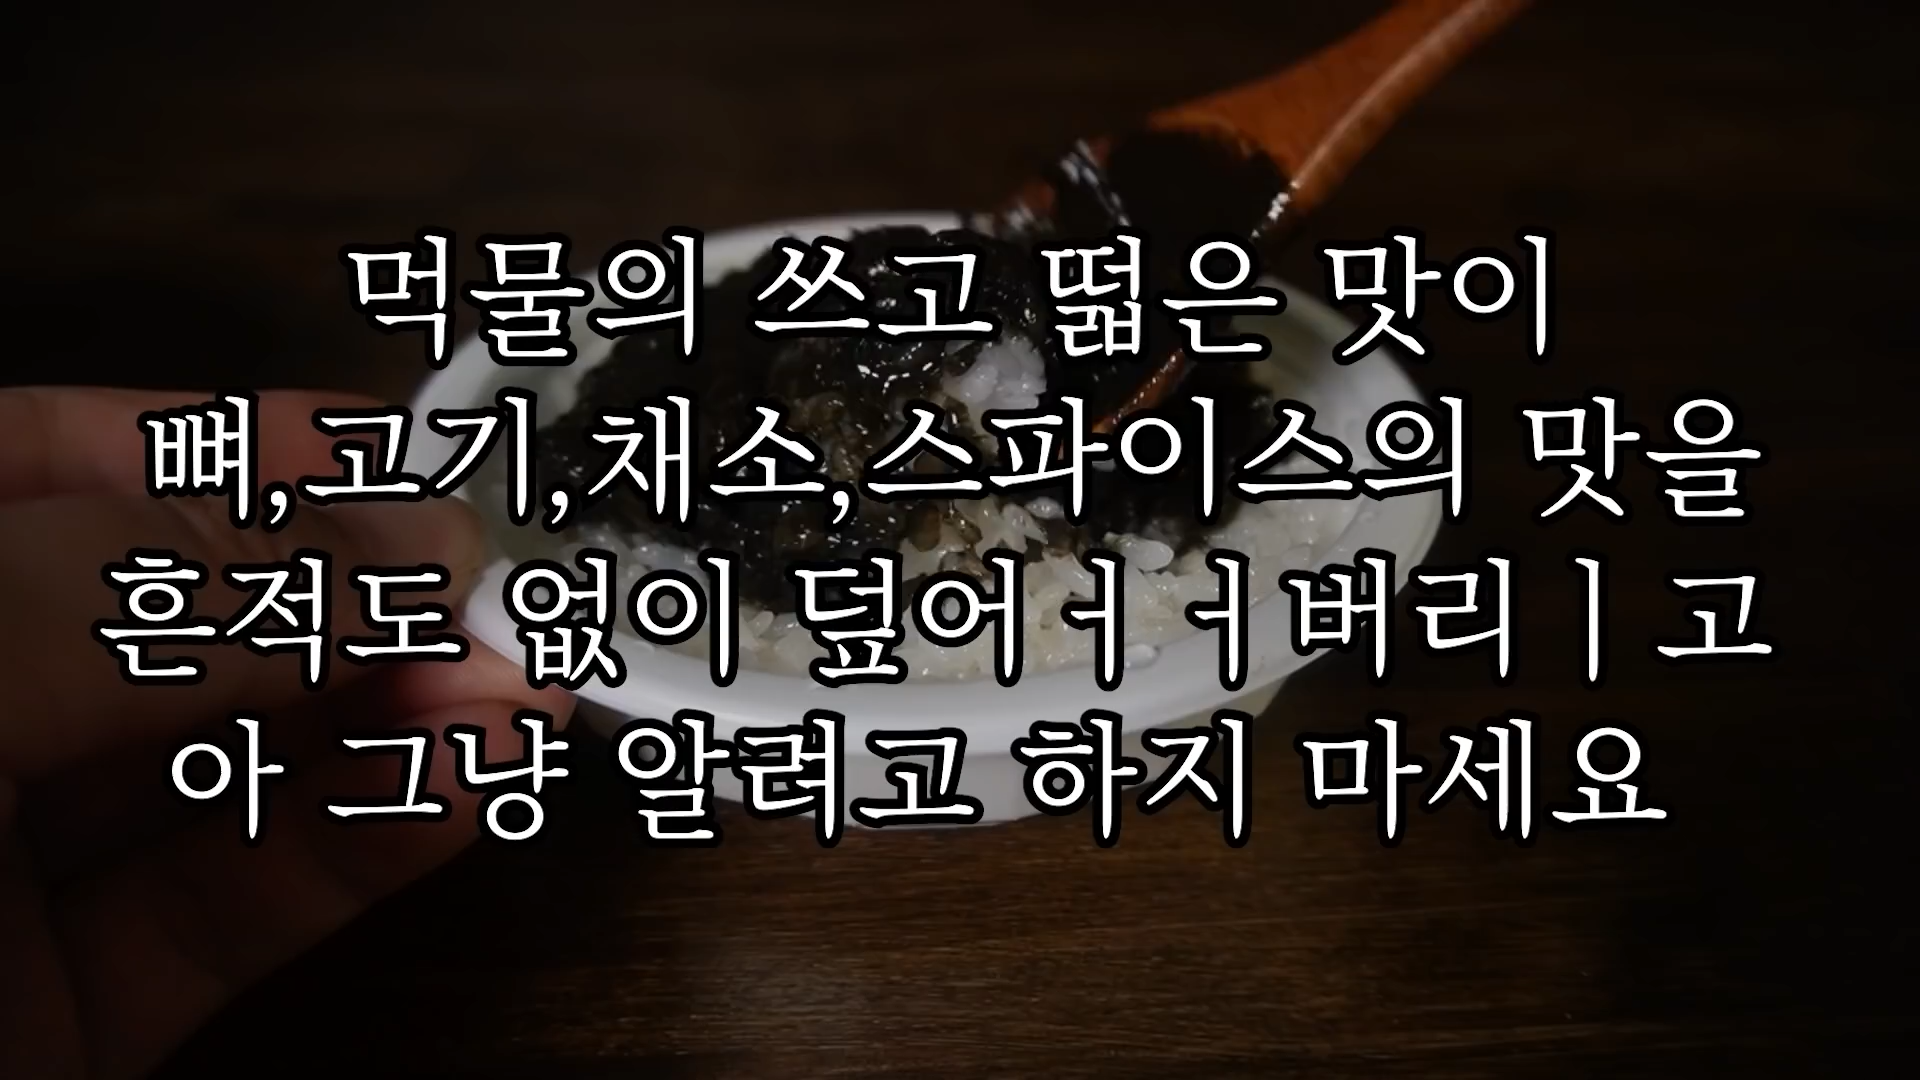 먹물의 쓰고 떫은 맛이
뼈,고기,채소,스파이스의 맛을
흔적도 없이 덮어ㅓㅓ버리ㅣ고
아 그냥 알려고 하지 마세요